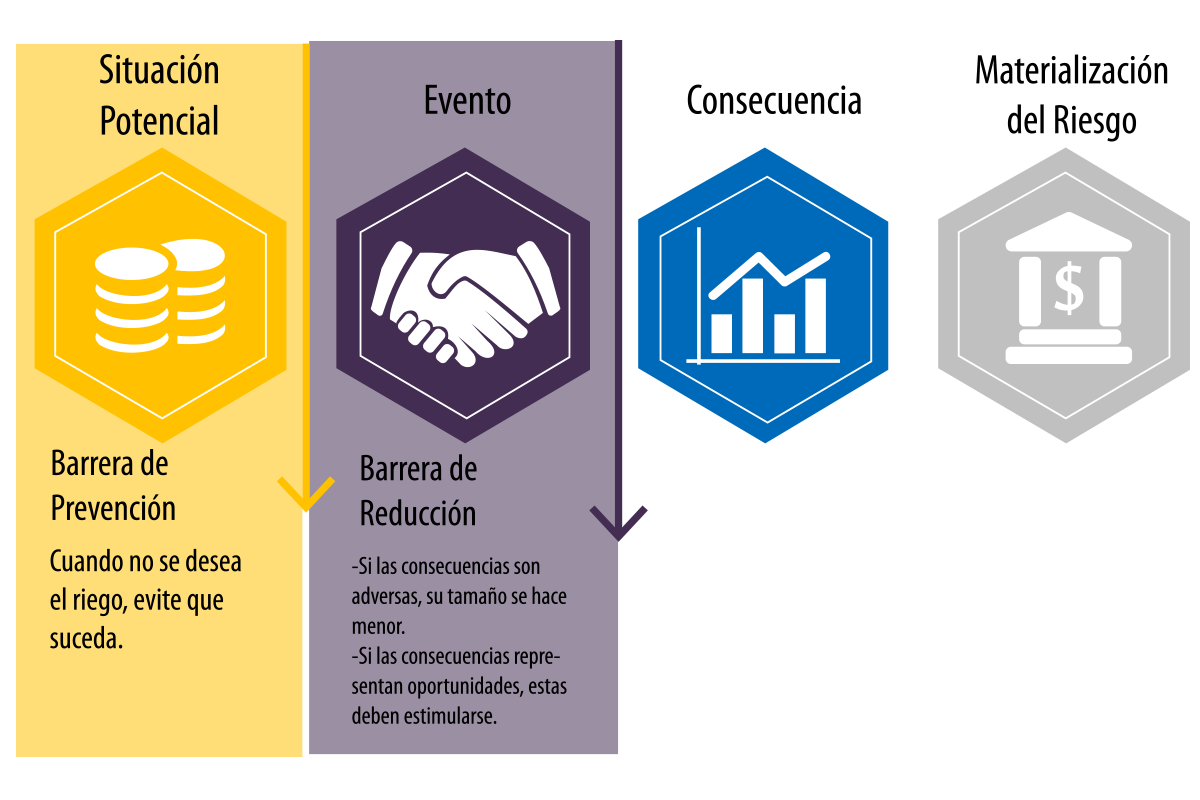 Situación
Potencial
Barrera de
Prevención
Cuando no se desea
el riego, evite que
suceda.
Evento
Barrera de
Reducción
-Si las consecuencias son
adversas, su tamaño se hace
menor.
-Si las consecuencias repre-
sentan oportunidades, estas
deben estimularse.
Consecuencia
Materialización
del Riesgo
$